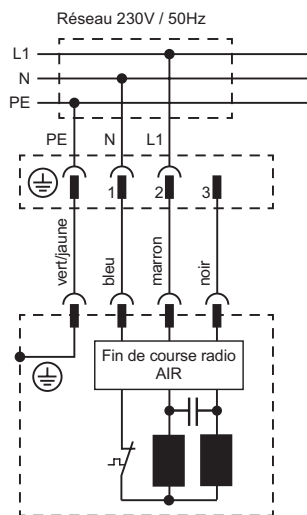 Réseau 230V / 50Hz
L1
N
PE
PE N L1
1 2 3
vert/jaune
bleu
marron
noir
Fin de course radio
AIR